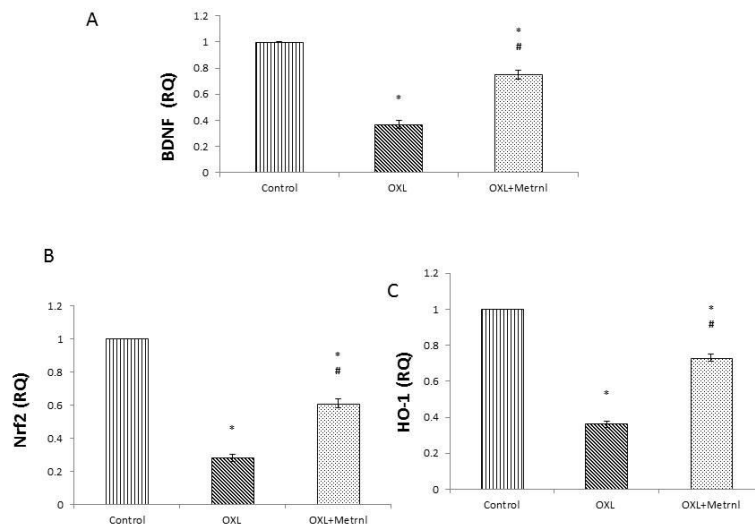 A
BDNF (RQ)
1.2
1
0.8
0.6
0.4
0.2
0
*
*
#
Control
OXL
OXL+Metrnl
B
Nrf2 (RQ)
1.2
1
0.8
0.6
0.4
0.2
0
*
*
#
Control
OXL
OXL+Metrnl
C
HO-1 (RQ)
1.2
1
0.8
0.6
0.4
0.2
0
*
*
#
Control
OXL
OXL+Metrnl